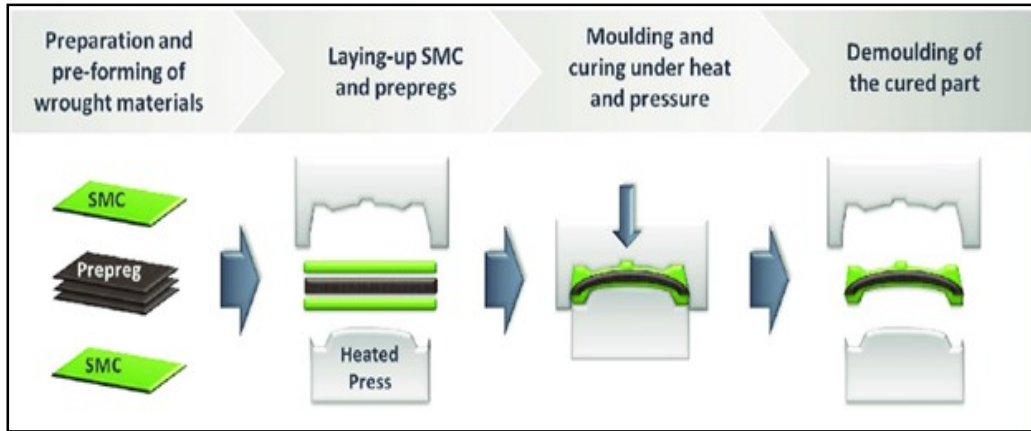 Preparation and
pre-forming of
wrought materials
Laying-up SMC
and prepregs
Moulding and
curing under heat
and pressure
Demoulding of
the cured part
SMC
Prepreg
SMC
Heated
Press